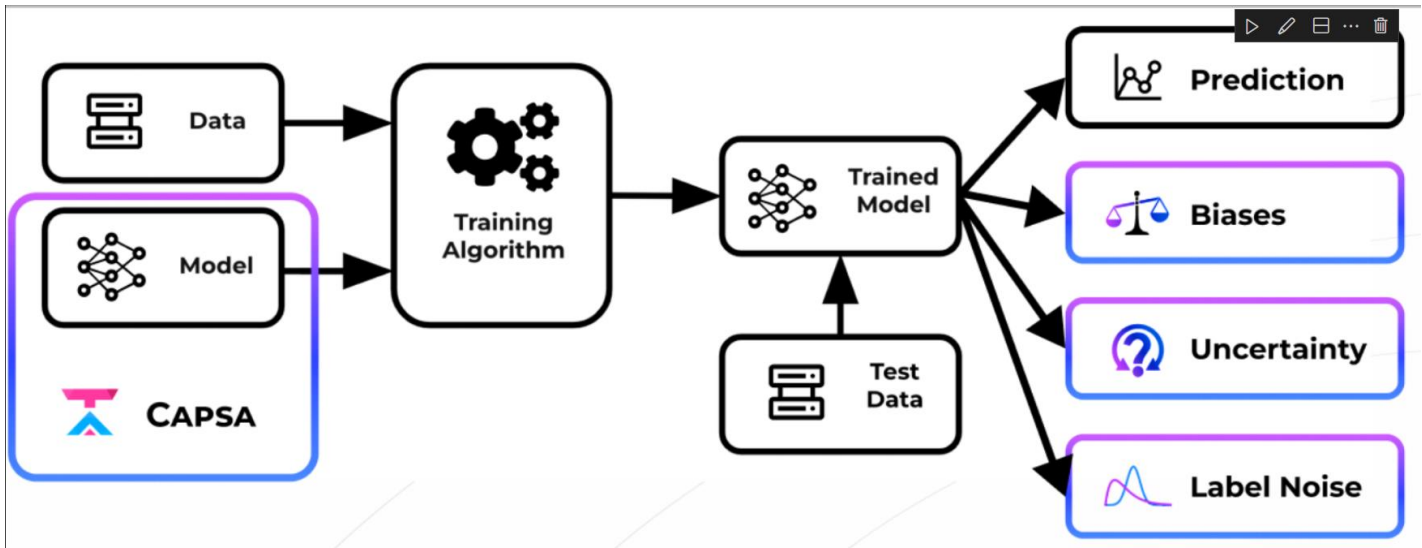 Data
Model
CAPSA
Training
Algorithm
Trained
Model
Test
Data
Prediction
Biases
Uncertainty
Label Noise